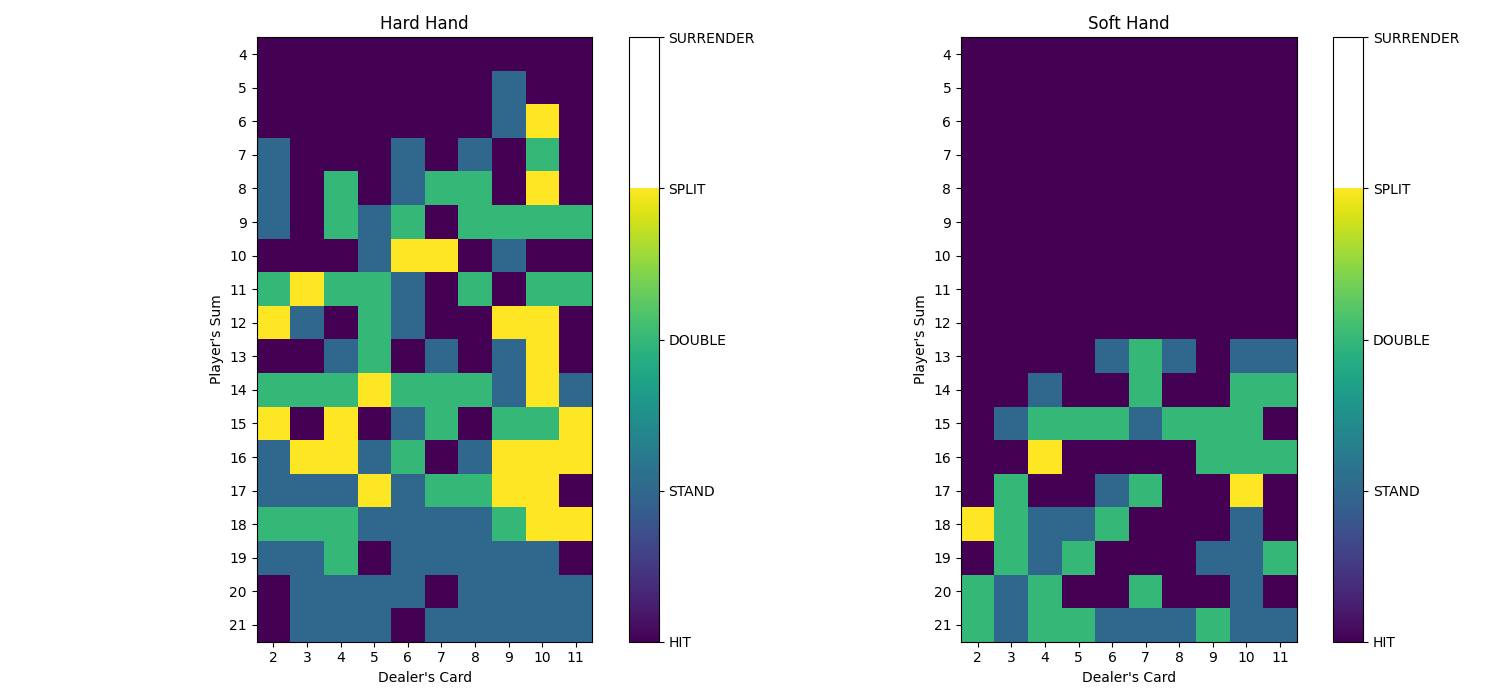 Hard Hand
Player's Sum
4
5
6
7
8
9
10
11
12
13
14
15
16
17
18
19
20
21
2 3 4 5 6 7 8 9 10 11
Dealer's Card
SURRENDER
SPLIT
DOUBLE
STAND
HIT
Soft Hand
Player's Sum
4
5
6
7
8
9
10
11
12
13
14
15
16
17
18
19
20
21
2 3 4 5 6 7 8 9 10 11
Dealer's Card
SURRENDER
SPLIT
DOUBLE
STAND
HIT